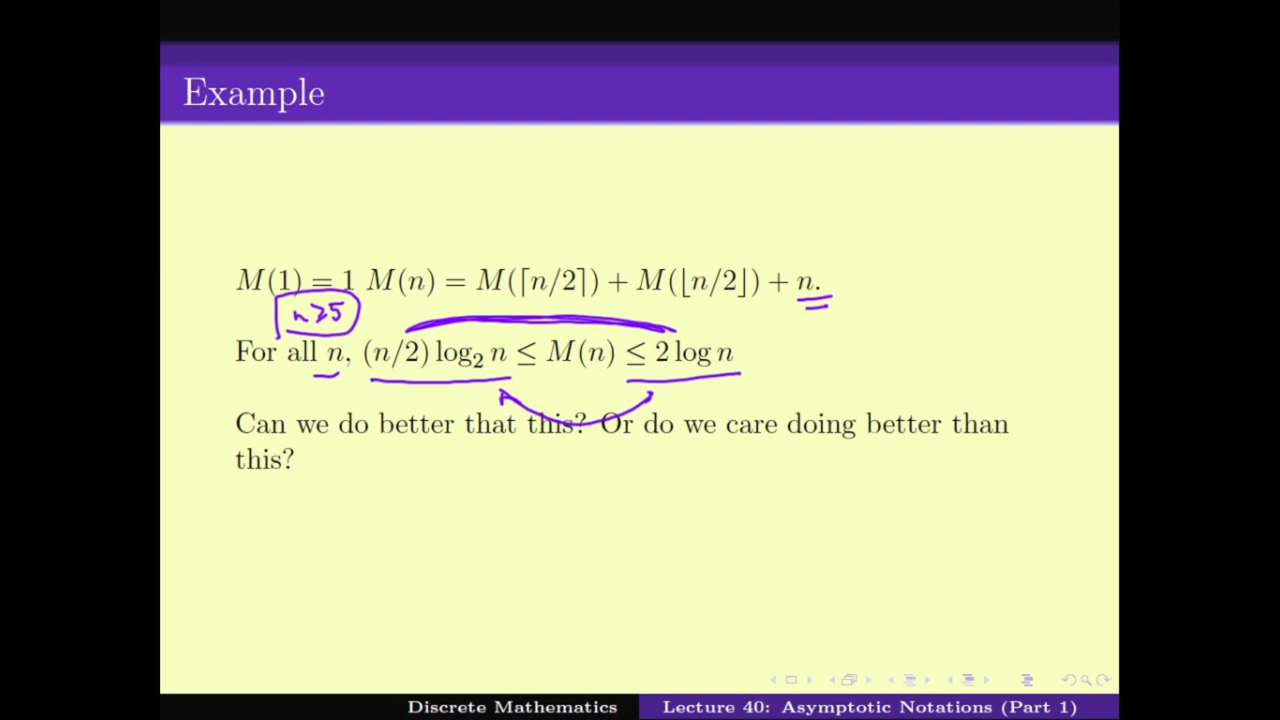 Example
M(1) = 1 M(n) = M(⌈n/2⌉) + M(⌊n/2⌋) + n.
n ≥ 5
For all n, (n/2) log₂ n ≤ M(n) ≤ 2 log n
Can we do better that this? Or do we care doing better than
this?
Discrete Mathematics Lecture 40: Asymptotic Notations (Part 1)